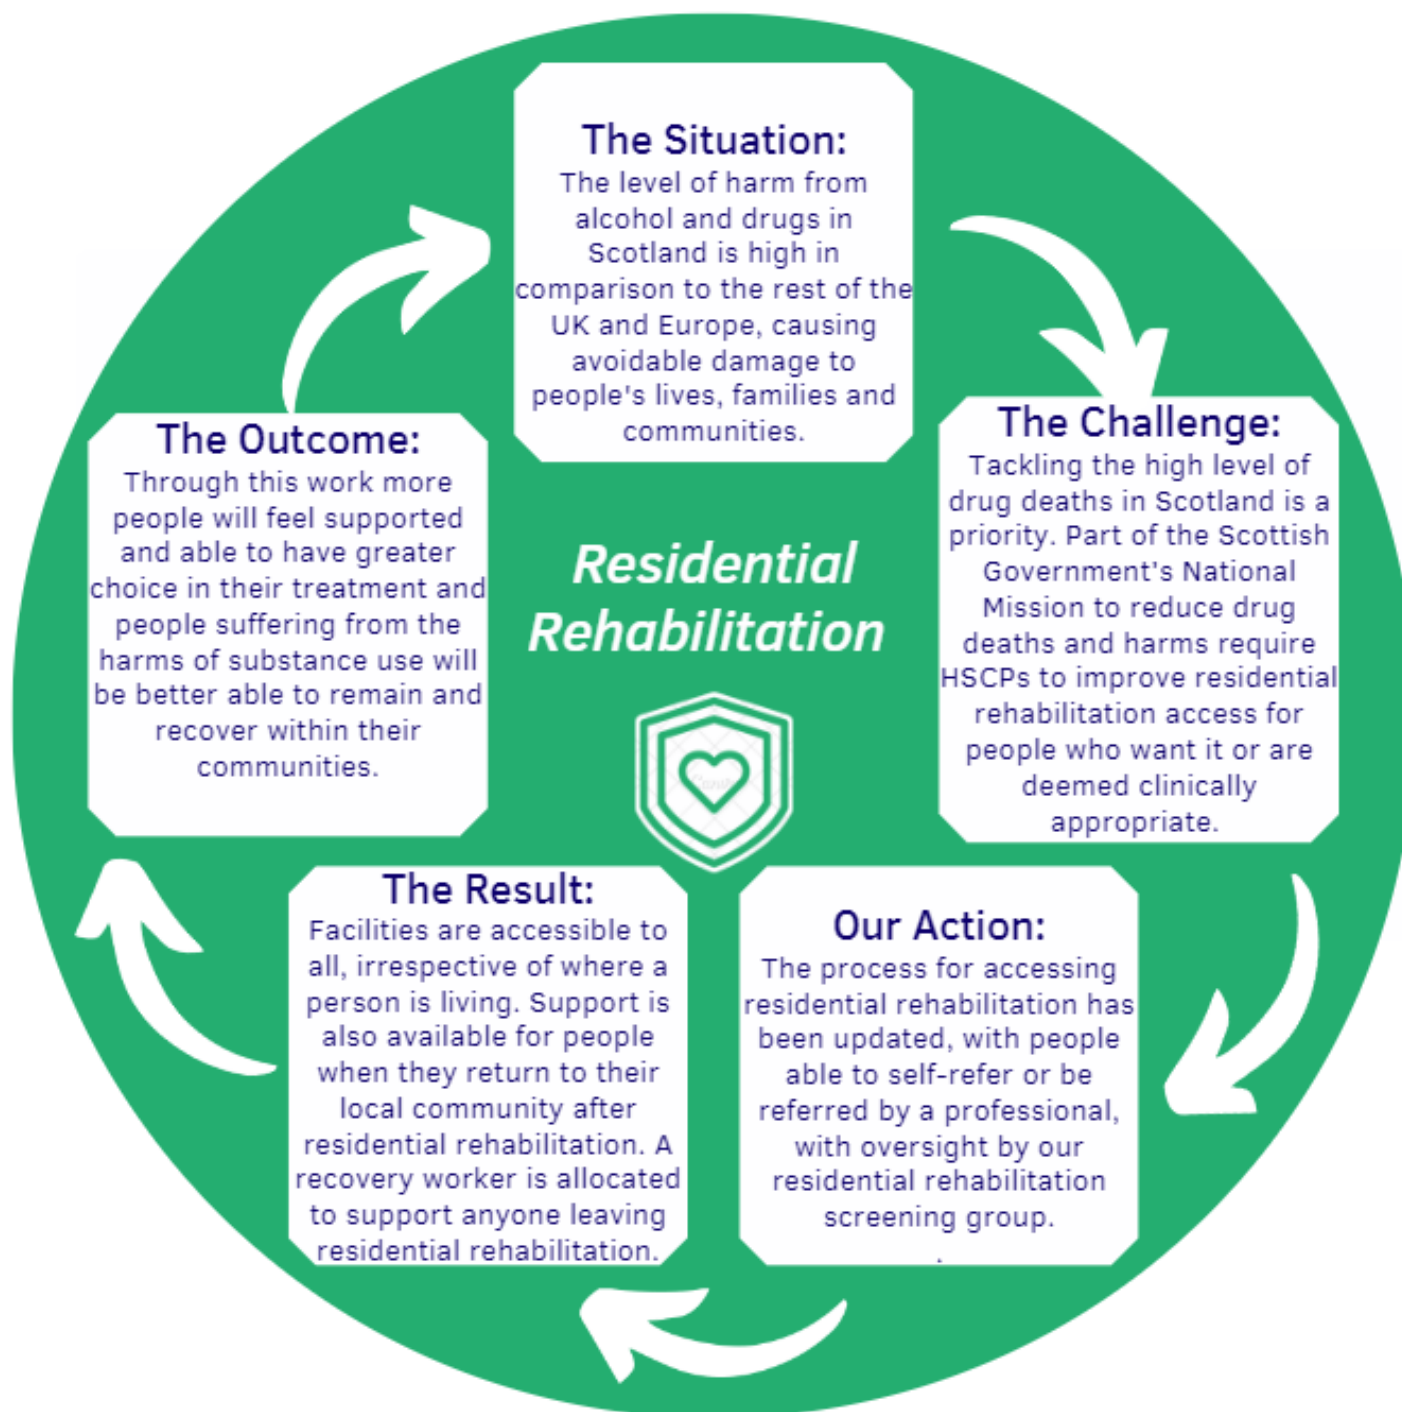 The Situation:
The level of harm from
alcohol and drugs in
Scotland is high in
comparison to the rest of the
UK and Europe, causing
avoidable damage to
people's lives, families and
communities.
The Challenge:
Tackling the high level of
drug deaths in Scotland is a
priority. Part of the Scottish
Government's National
Mission to reduce drug
deaths and harms require
HSCPs to improve residential
rehabilitation access for
people who want it or are
deemed clinically
appropriate.
Our Action:
The process for accessing
residential rehabilitation has
been updated, with people
able to self-refer or be
referred by a professional,
with oversight by our
residential rehabilitation
screening group.
.
The Result:
Facilities are accessible to
all, irrespective of where a
person is living. Support is
also available for people
when they return to their
local community after
residential rehabilitation. A
recovery worker is allocated
to support anyone leaving
residential rehabilitation.
The Outcome:
Through this work more
people will feel supported
and able to have greater
choice in their treatment and
people suffering from the
harms of substance use will
be better able to remain and
recover within their
communities.
Residential
Rehabilitation